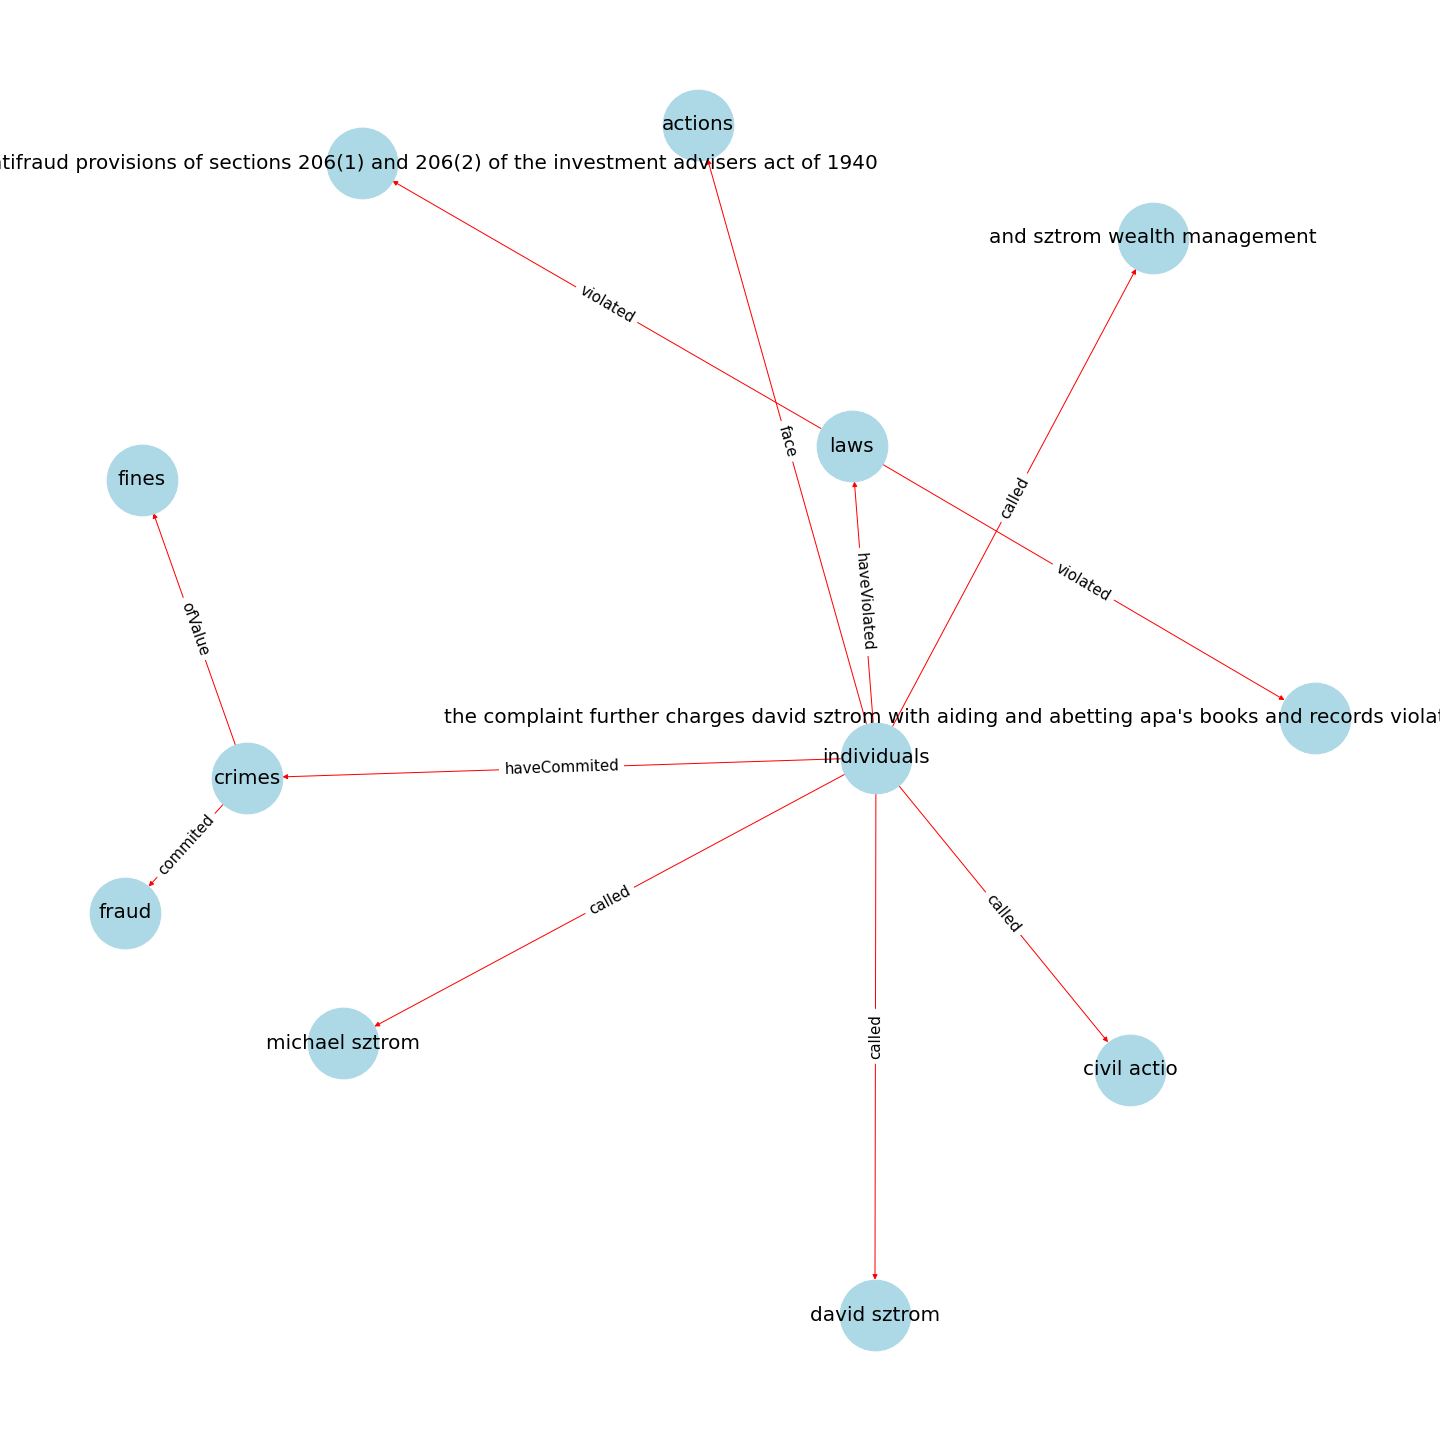 actions
provisions of sections 206(1) and 206(2) of the investment advisers act of 1940
and sztrom wealth management
violated
face
laws
fines
called
violated
haveViolated
ofValue
the complaint further charges david sztrom with aiding and abetting apa's books and records
individuals
haveCommited
crimes
commited
called
called
fraud
called
michael sztrom
civil actio
david sztrom